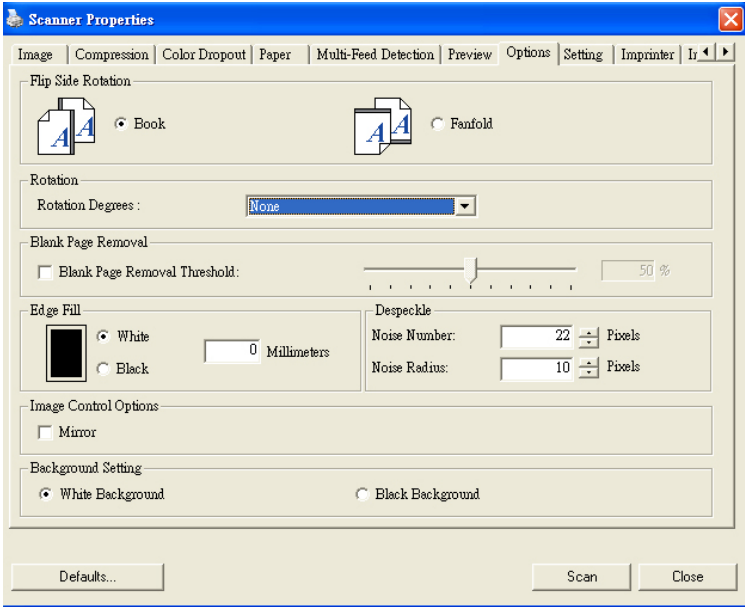 Scanner Properties
Image Compression Color Dropout Paper Multi-Feed Detection Preview Options Setting Imprinter
Flip Side Rotation
A A Book A A Fanfold
Rotation
Rotation Degrees : None
Blank Page Removal
Blank Page Removal Threshold: 50 %
Edge Fill Despeckle
White Noise Number: 22 Pixels
0 Millimeters
Black Noise Radius: 10 Pixels
Image Control Options
Mirror
Background Setting
White Background Black Background
Defaults... Scan Close